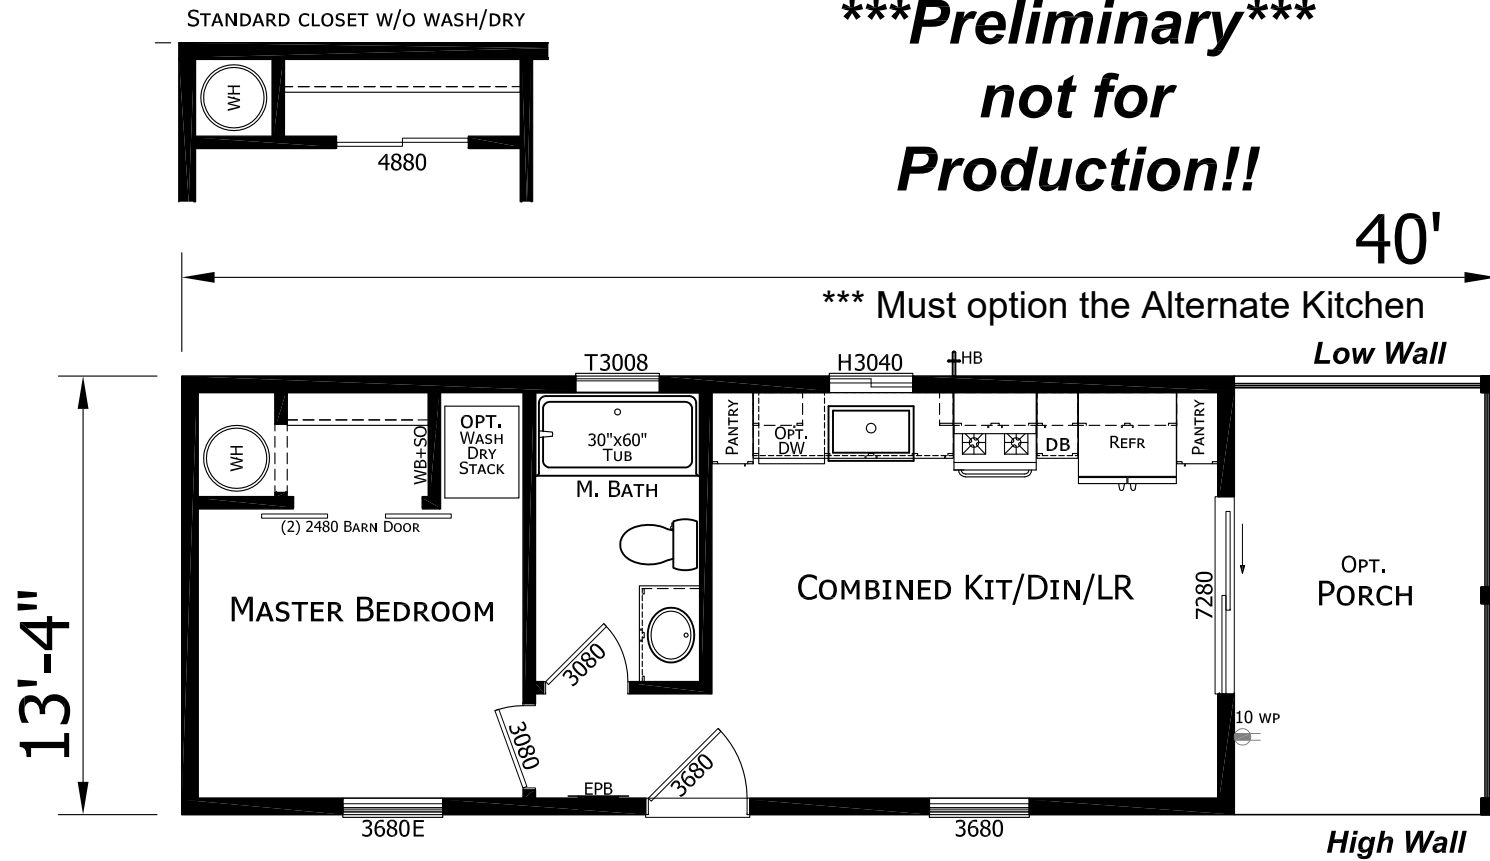 STANDARD CLOSET W/O WASH/DRY
WH
4880
***Preliminary***
not for
Production!!
40'
*** Must option the Alternate Kitchen
Low Wall
T3008
H3040
HB
WH
WB+SO
OPT.
WASH
DRY
STACK
30"x60"
TUB
M. BATH
PANTRY
OPT.
DW
DB
REFR
PANTRY
(2) 2480 BARN DOOR
MASTER BEDROOM
COMBINED KIT/DIN/LR
7280
OPT.
PORCH
13'-4"
3080
3080
3680
EPB
10 WP
3680E
3680
High Wall